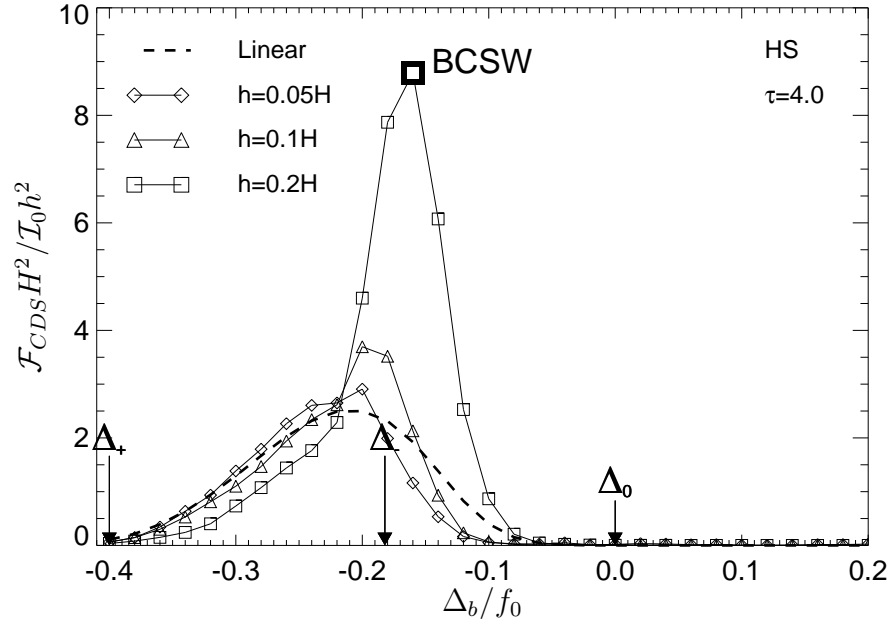 10
8
6
4
2
0
Linear
h=0.05H
h=0.1H
h=0.2H
BCSW
HS
τ=4.0
Δ₊
Δ₋
Δ₀
-0.4 -0.3 -0.2 -0.1 0.0 0.1 0.2
Δ_b/f₀
ℱ_CDS H²/ℐ₀h²